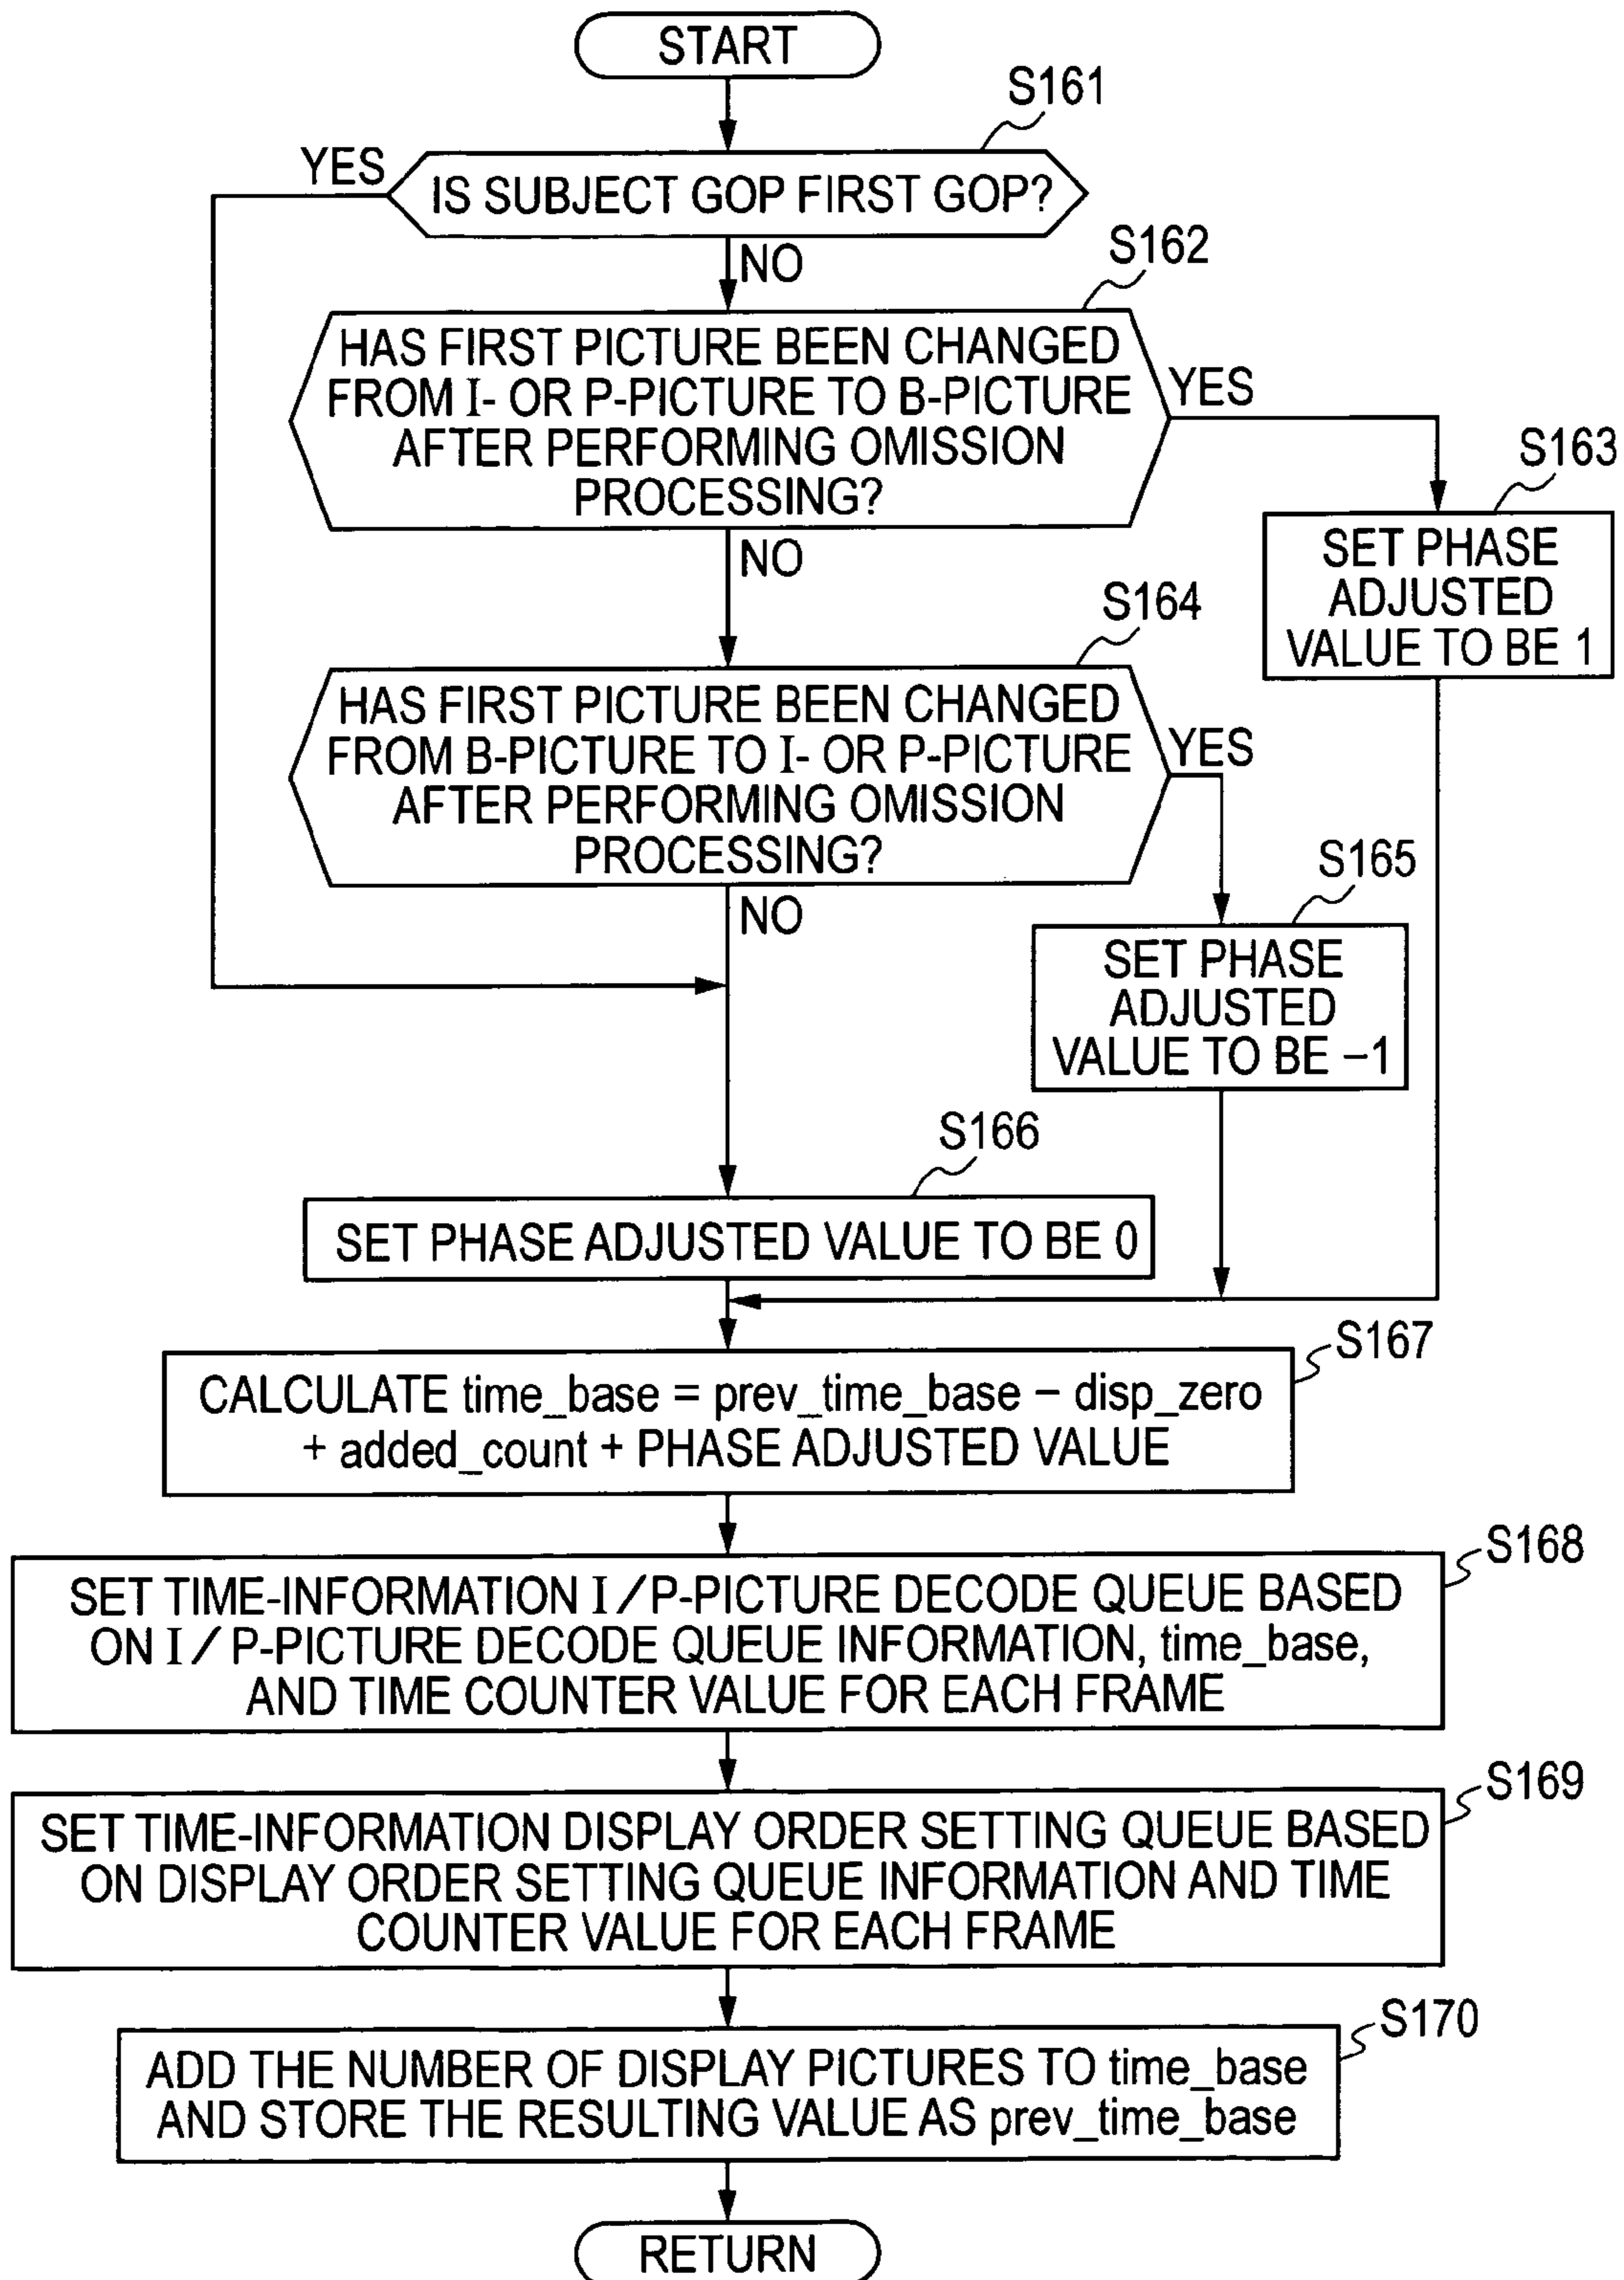 START
S161
YES
IS SUBJECT GOP FIRST GOP?
NO
S162
HAS FIRST PICTURE BEEN CHANGED
FROM I- OR P-PICTURE TO B-PICTURE
AFTER PERFORMING OMISSION
PROCESSING?
YES
NO
S163
SET PHASE
ADJUSTED
VALUE TO BE 1
S164
HAS FIRST PICTURE BEEN CHANGED
FROM B-PICTURE TO I- OR P-PICTURE
AFTER PERFORMING OMISSION
PROCESSING?
YES
NO
S165
SET PHASE
ADJUSTED
VALUE TO BE –1
S166
SET PHASE ADJUSTED VALUE TO BE 0
S167
CALCULATE time_base = prev_time_base – disp_zero
+ added_count + PHASE ADJUSTED VALUE
S168
SET TIME-INFORMATION I/P-PICTURE DECODE QUEUE BASED
ON I/P-PICTURE DECODE QUEUE INFORMATION, time_base,
AND TIME COUNTER VALUE FOR EACH FRAME
S169
SET TIME-INFORMATION DISPLAY ORDER SETTING QUEUE BASED
ON DISPLAY ORDER SETTING QUEUE INFORMATION AND TIME
COUNTER VALUE FOR EACH FRAME
S170
ADD THE NUMBER OF DISPLAY PICTURES TO time_base
AND STORE THE RESULTING VALUE AS prev_time_base
RETURN